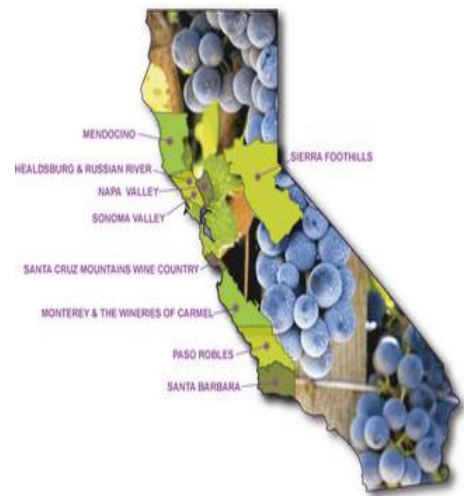 MENDOCINO
SIERRA FOOTHILLS
HEALDSBURG & RUSSIAN RIVER
NAPA VALLEY
SONOMA VALLEY
SANTA CRUZ MOUNTAINS WINE COUNTRY
MONTEREY & THE WINERIES OF CARMEL
PASO ROBLES
SANTA BARBARA